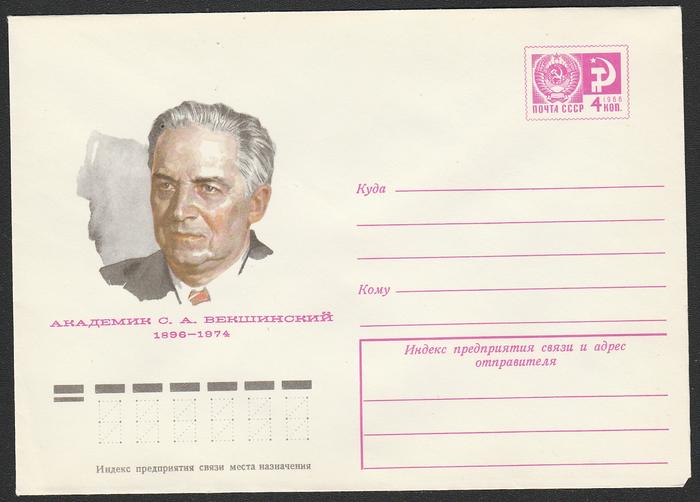 ПОЧТА СССР
1966
4 КОП.
Куда
Кому
АКАДЕМИК С. А. ВЕКШИНСКИЙ
1896–1974
Индекс предприятия связи и адрес
отправителя
Индекс предприятия связи места назначения